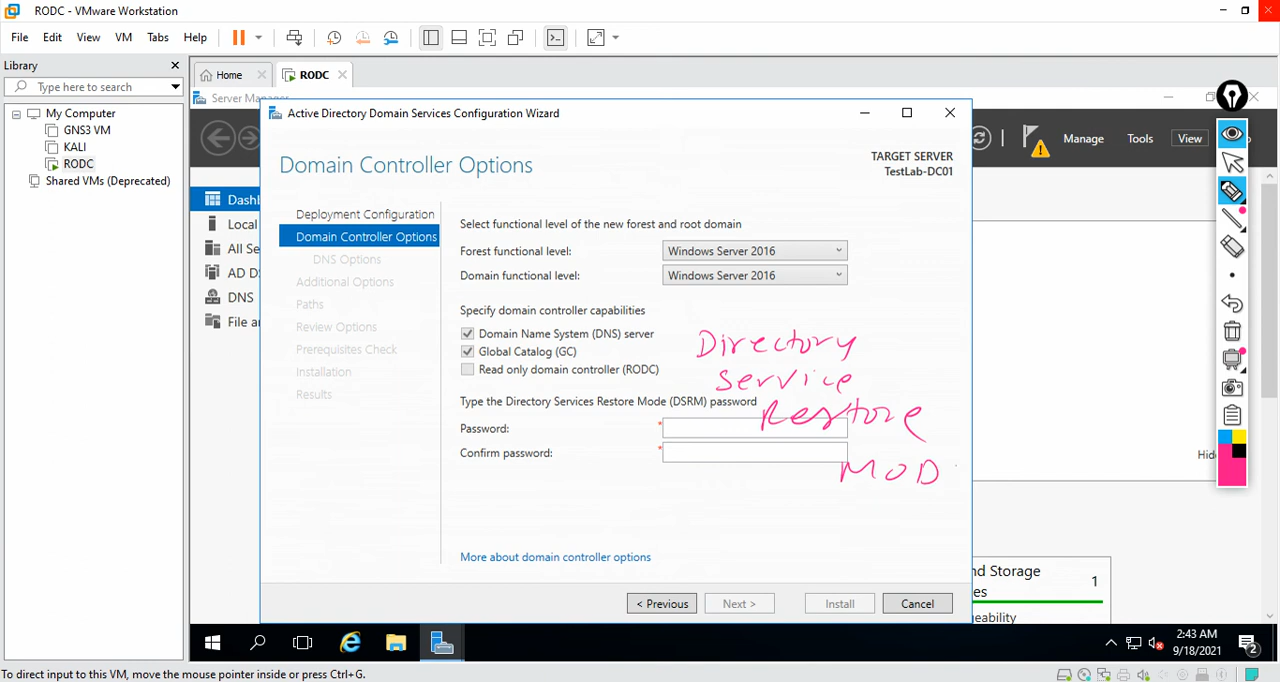 RODC - VMware Workstation
File Edit View VM Tabs Help
Library
Type here to search
My Computer
GNS3 VM
KALI
RODC
Shared VMs (Deprecated)
Home RODC
Server Manager
Manage Tools View
Dashb
Local
All Se
AD DS
DNS
File an
Active Directory Domain Services Configuration Wizard
Domain Controller Options
TARGET SERVER
TestLab-DC01
Deployment Configuration
Domain Controller Options
DNS Options
Additional Options
Paths
Review Options
Prerequisites Check
Installation
Results
Select functional level of the new forest and root domain
Forest functional level: Windows Server 2016
Domain functional level: Windows Server 2016
Specify domain controller capabilities
Domain Name System (DNS) server
Global Catalog (GC)
Read only domain controller (RODC)
Type the Directory Services Restore Mode (DSRM) password
Password:
Confirm password:
Directory
Service
Restore
MOD
More about domain controller options
< Previous Next > Install Cancel
Hid
nd Storage
es 1
eability
2:43 AM
9/18/2021
2
To direct input to this VM, move the mouse pointer inside or press Ctrl+G.